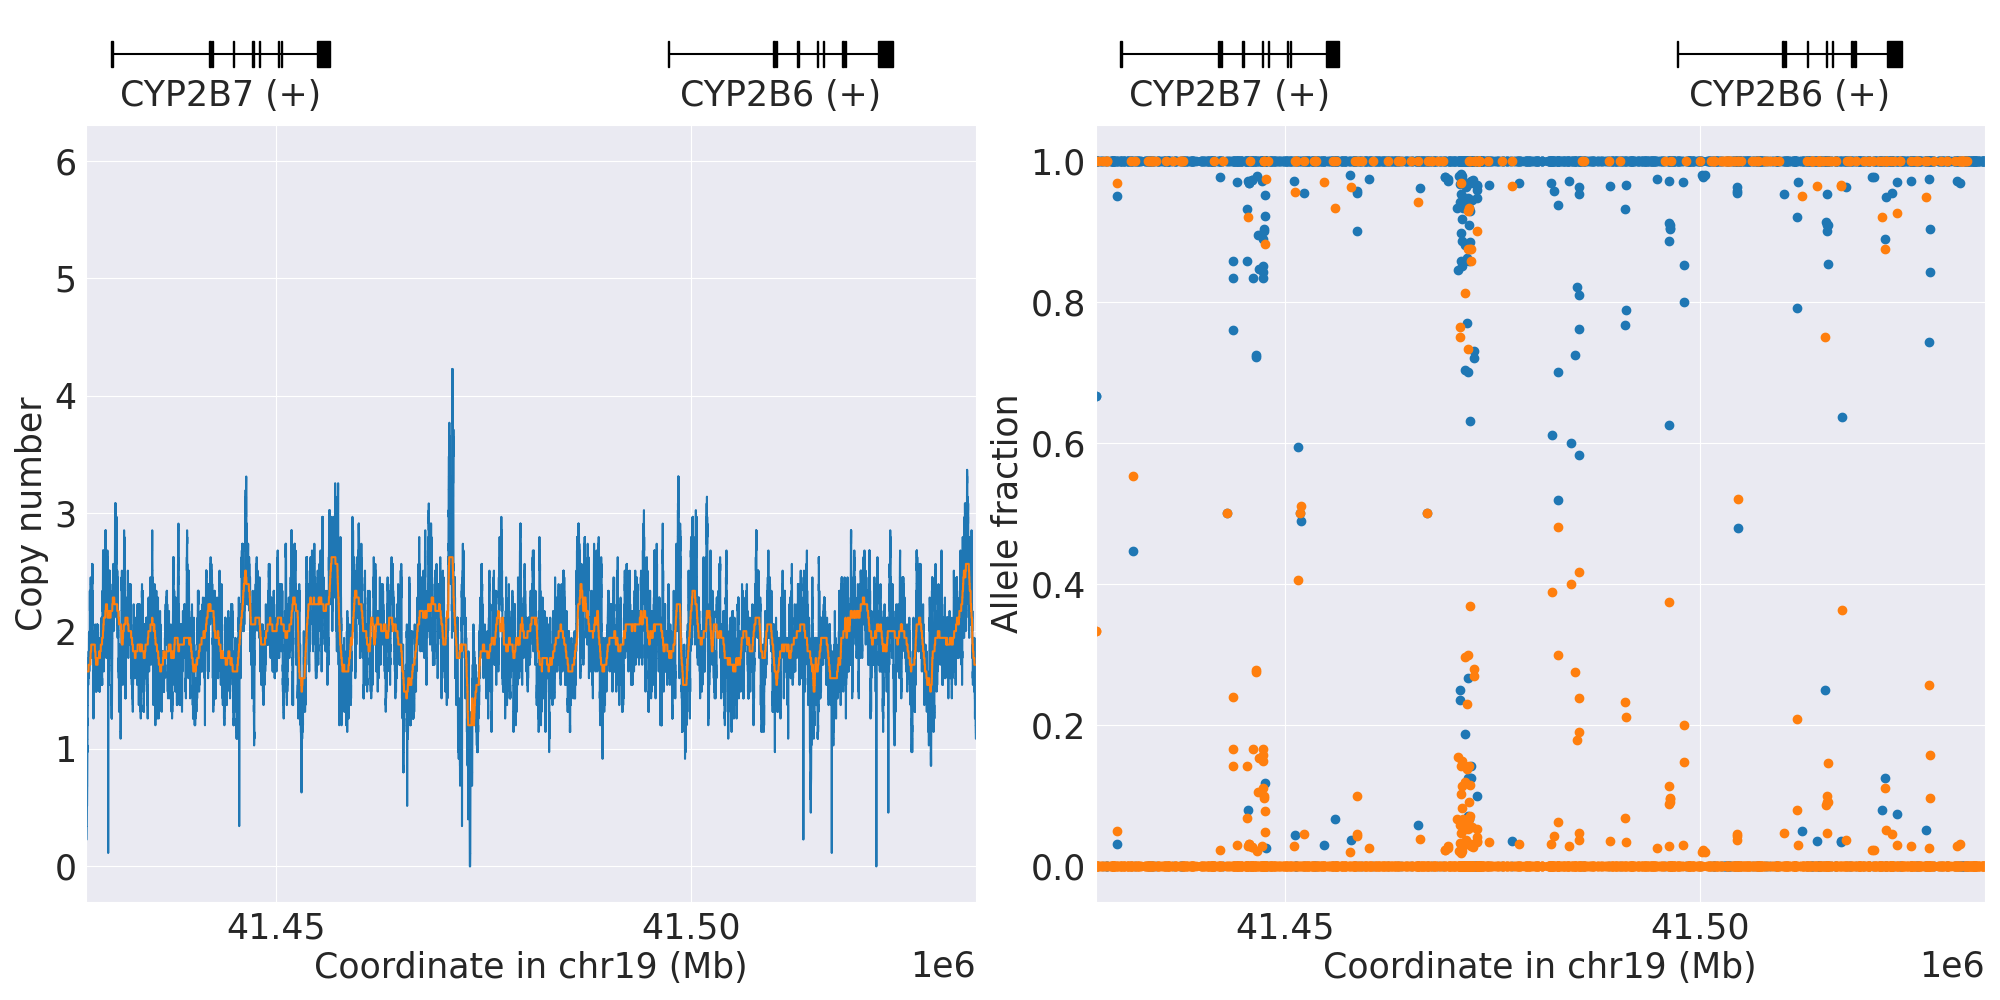 CYP2B7 (+)
CYP2B6 (+)
6
5
4
3
2
1
0
Copy number
41.45
41.50
Coordinate in chr19 (Mb)
1e6
CYP2B7 (+)
CYP2B6 (+)
1.0
0.8
0.6
0.4
0.2
0.0
Allele fraction
41.45
41.50
Coordinate in chr19 (Mb)
1e6